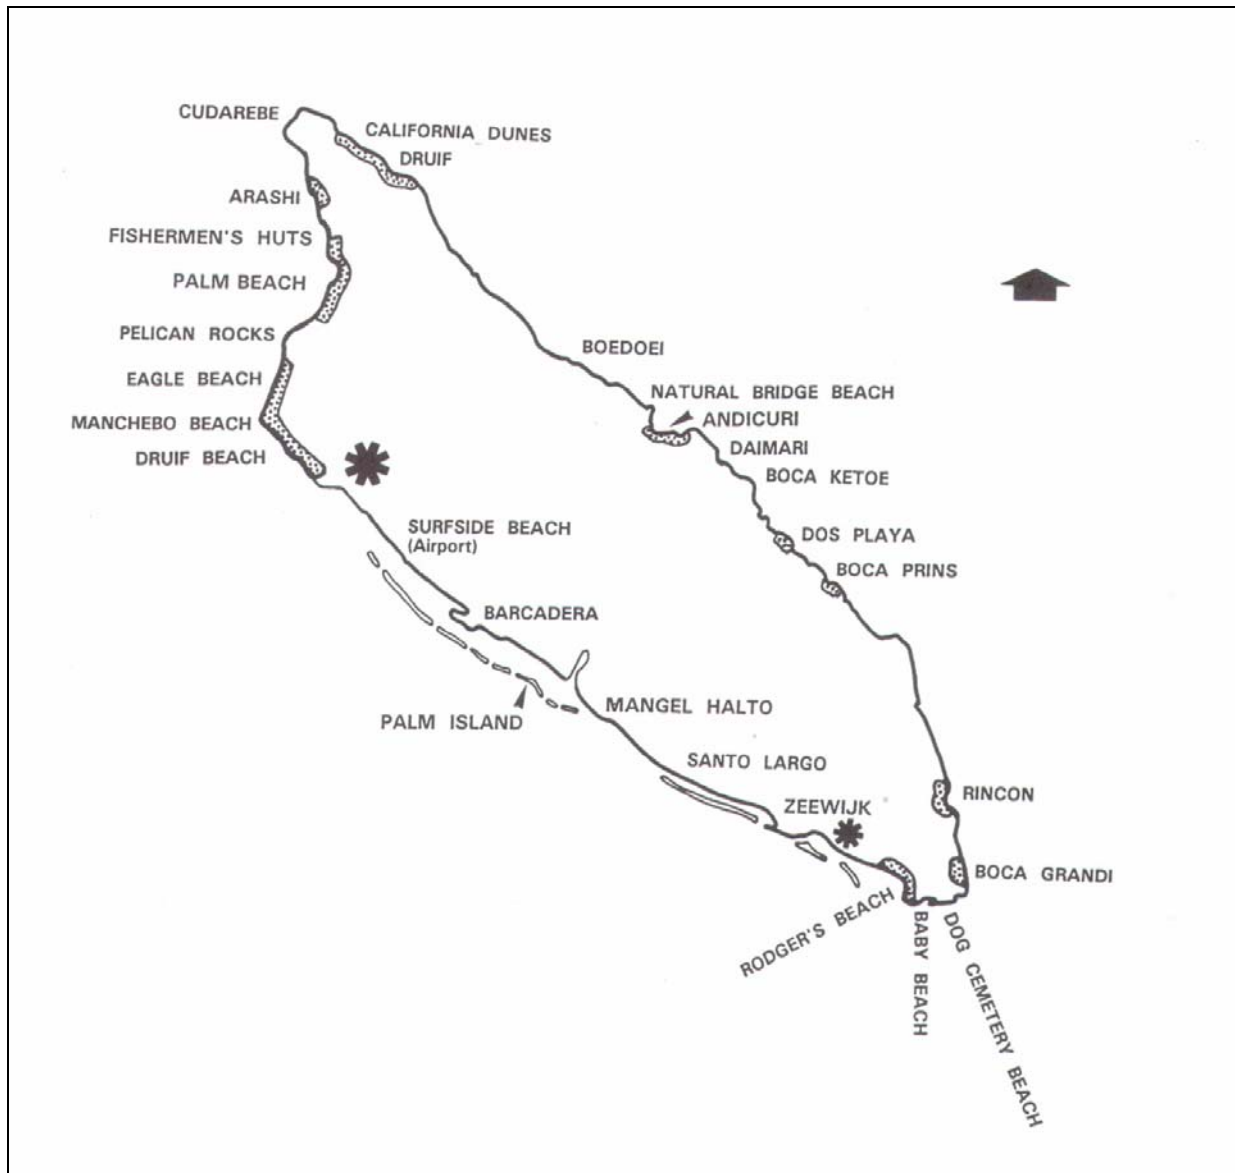 CUDAREBE
CALIFORNIA DUNES
DRUIF
ARASHI
FISHERMEN'S HUTS
PALM BEACH
PELICAN ROCKS
BOEDOEI
EAGLE BEACH
NATURAL BRIDGE BEACH
MANCHEBO BEACH
ANDICURI
DRUIF BEACH
DAIMARI
BOCA KETOE
SURFSIDE BEACH
(Airport)
DOS PLAYA
BOCA PRINS
BARCADERA
MANGEL HALTO
PALM ISLAND
SANTO LARGO
ZEEWIJK
RINCON
BOCA GRANDI
RODGER'S BEACH
BABY BEACH
DOG CEMETERY BEACH